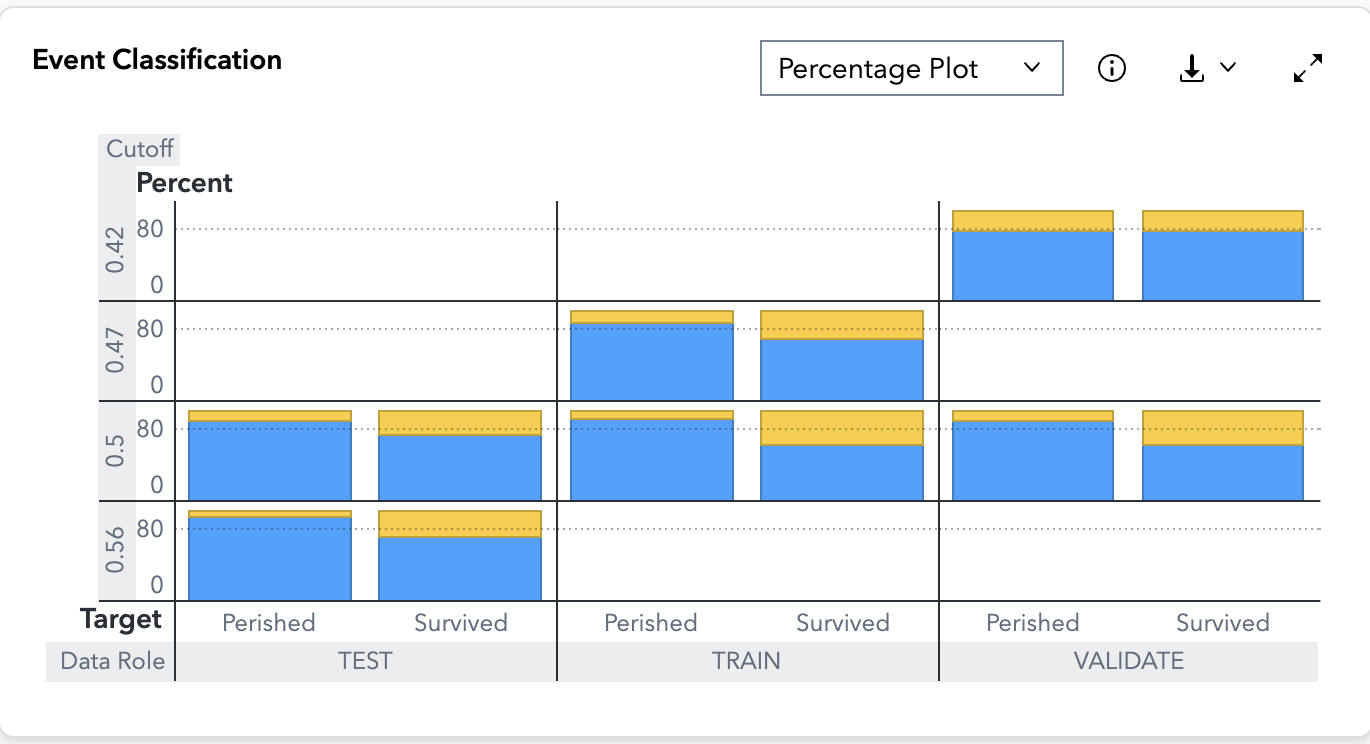 Event Classification
Percentage Plot
Cutoff
Percent
0.42
80
0
0.47
80
0
0.5
80
0
0.56
80
0
Target Perished Survived Perished Survived Perished Survived
Data Role TEST TRAIN VALIDATE